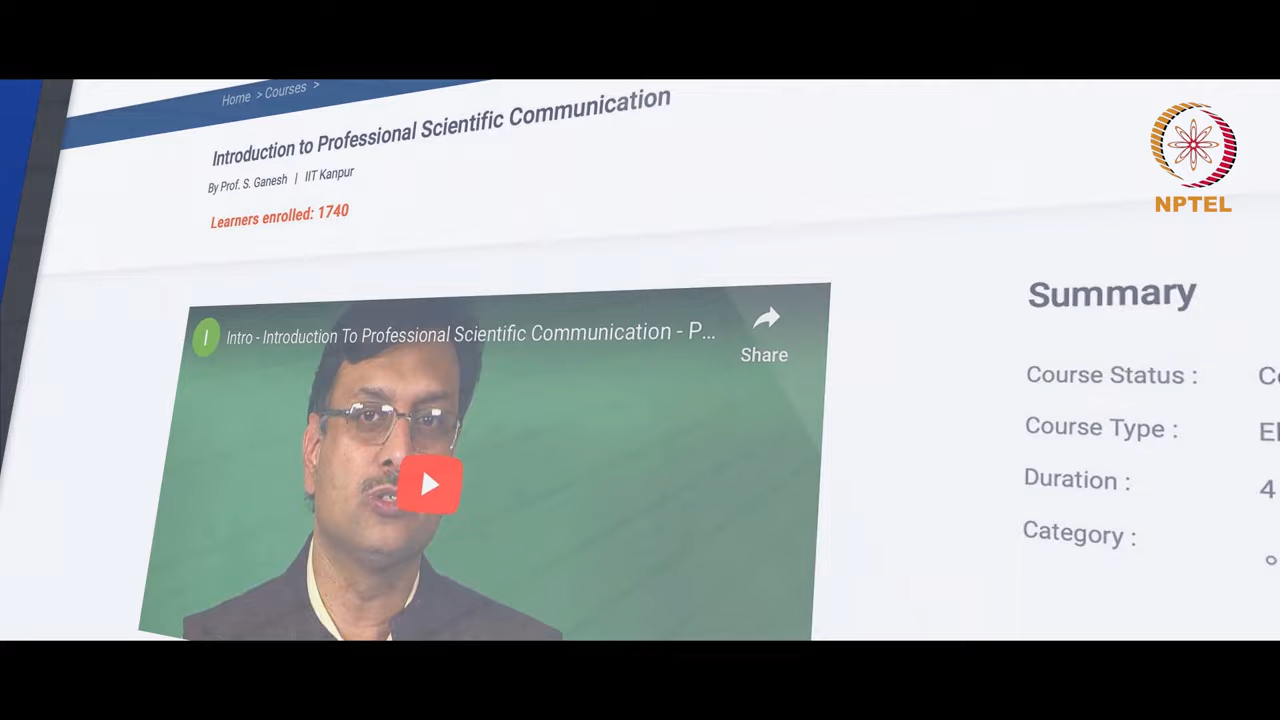 Home > Courses >
Introduction to Professional Scientific Communication
By Prof. S. Ganesh | IIT Kanpur
Learners enrolled: 1740
NPTEL
I
Intro - Introduction To Professional Scientific Communication - P...
Share
Summary
Course Status :
Course Type :
Duration : 4
Category :